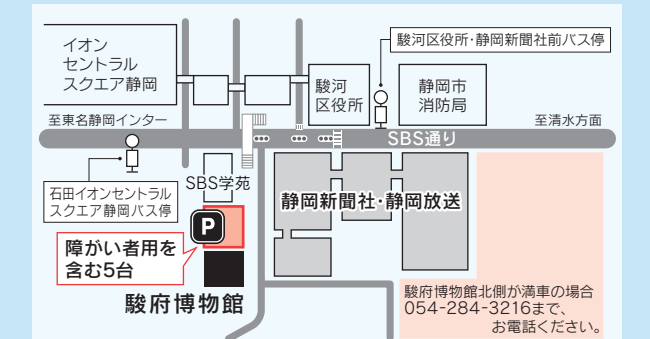 イオン
セントラル
スクエア静岡
駿河
区役所
静岡市
消防局
駿河区役所・静岡新聞社前バス停
至東名静岡インター
SBS通り
至清水方面
石田イオンセントラル
スクエア静岡バス停
SBS学苑
静岡新聞社・静岡放送
P
障がい者用を
含む5台
駿府博物館
駿府博物館北側が満車の場合
054-284-3216まで、
お電話ください。